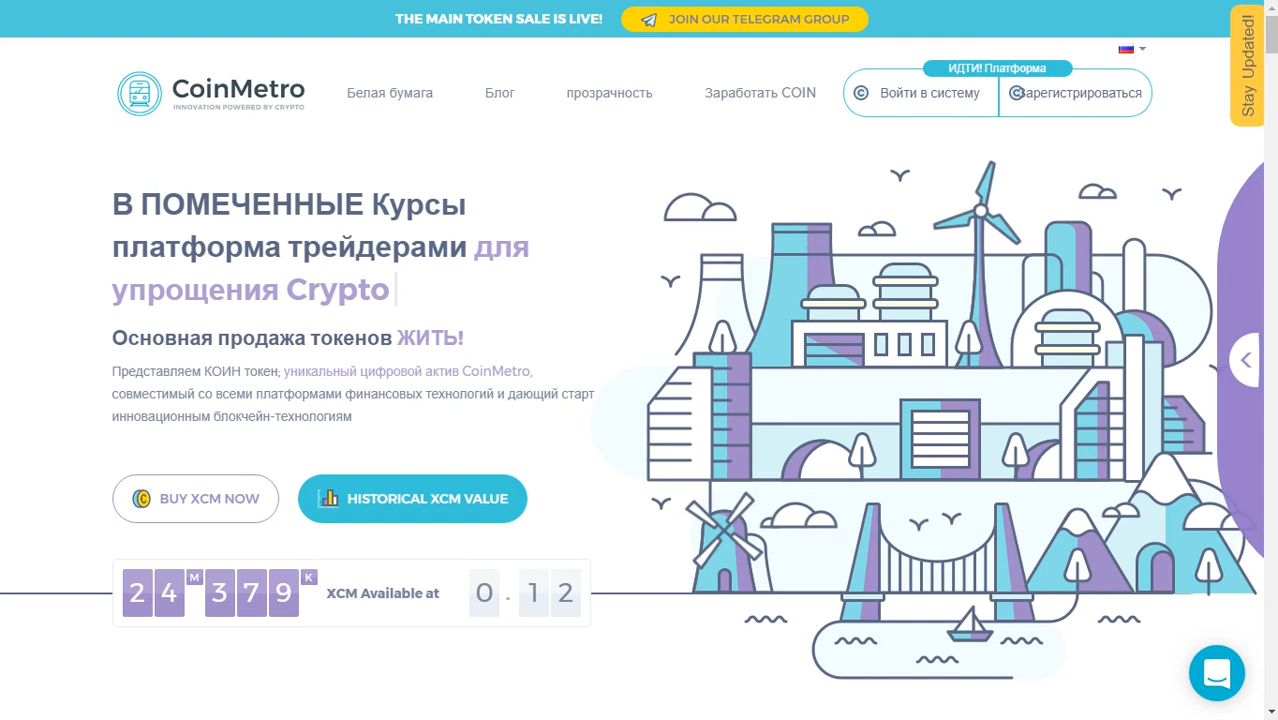 THE MAIN TOKEN SALE IS LIVE!
JOIN OUR TELEGRAM GROUP
Stay Updated!
ИДТИ! Платформа
CoinMetro
INNOVATION POWERED BY CRYPTO
Белая бумага
Блог
прозрачность
Заработать COIN
Войти в систему
Зарегистрироваться
В ПОМЕЧЕННЫЕ Курсы
платформа трейдерами для
упрощения Crypto
Основная продажа токенов ЖИТЬ!
Представляем КОИН токен; уникальный цифровой актив CoinMetro,
совместимый со всеми платформами финансовых технологий и дающий старт
инновационным блокчейн-технологиям
BUY XCM NOW
HISTORICAL XCM VALUE
24 M 379 K XCM Available at 0.12